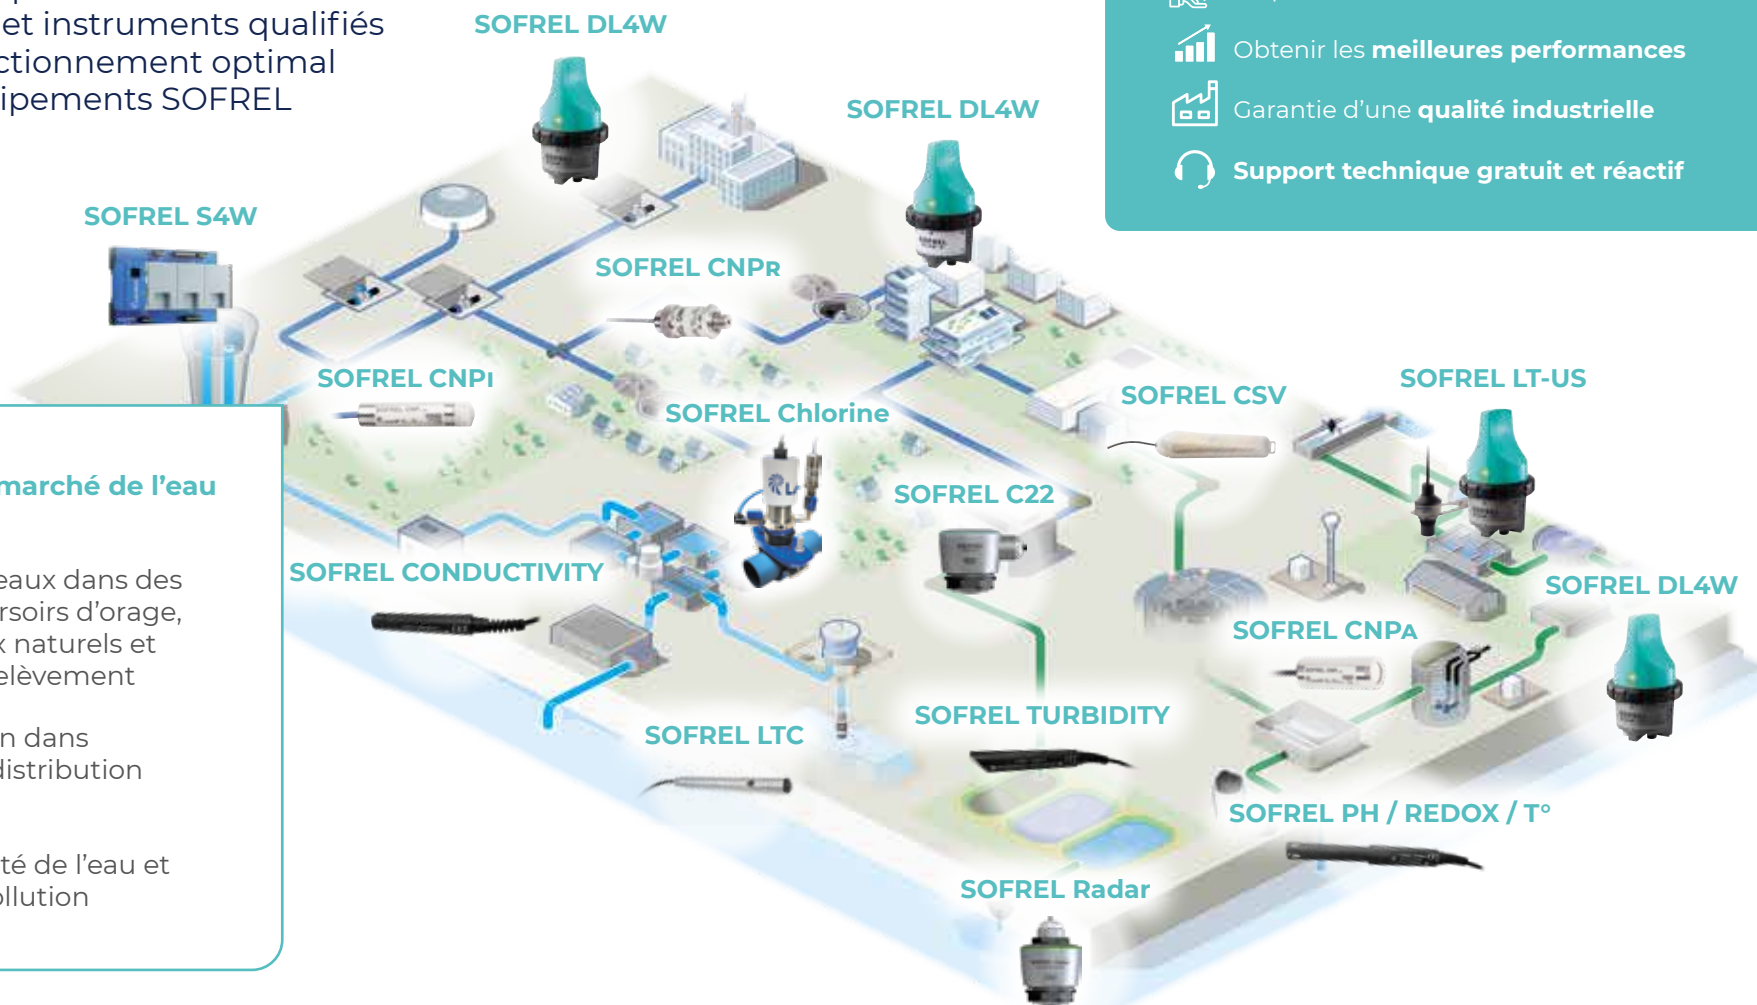 et instruments qualifiés
ctionnement optimal
ipements SOFREL
Obtenir les meilleures performances
Garantie d'une qualité industrielle
Support technique gratuit et réactif
SOFREL DL4W
SOFREL DL4W
SOFREL S4W
SOFREL CNPR
SOFREL CNPI
SOFREL Chlorine
SOFREL CSV
SOFREL LT-US
SOFREL C22
SOFREL CONDUCTIVITY
SOFREL DL4W
SOFREL CNPA
SOFREL LTC
SOFREL TURBIDITY
SOFREL PH / REDOX / T°
SOFREL Radar
marché de l'eau
eaux dans des
rsoirs d'orage,
x naturels et
elèvement
n dans
distribution
té de l'eau et
ollution